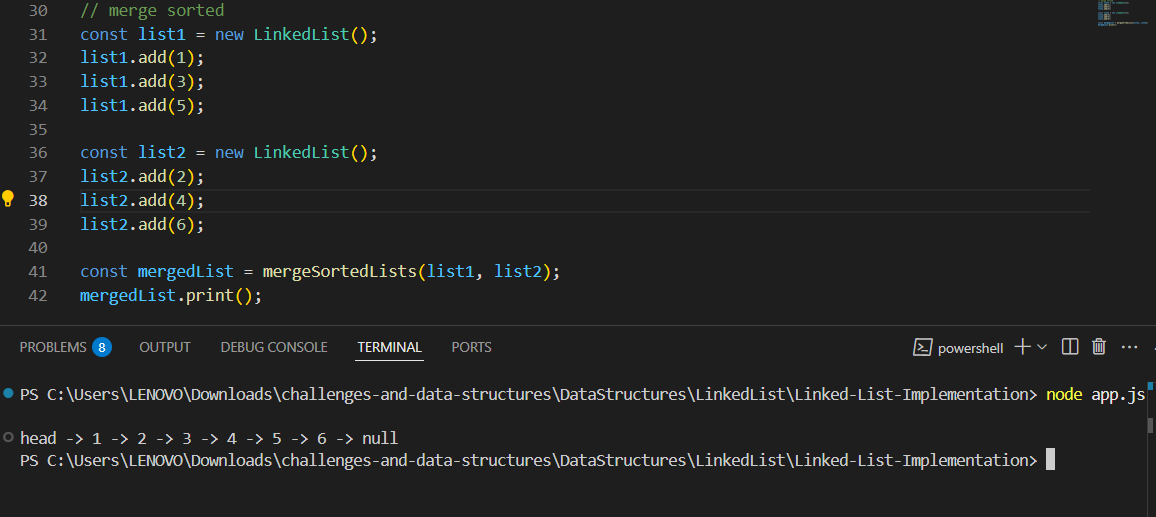 30 // merge sorted
31 const list1 = new LinkedList();
32 list1.add(1);
33 list1.add(3);
34 list1.add(5);
35
36 const list2 = new LinkedList();
37 list2.add(2);
38 list2.add(4);
39 list2.add(6);
40
41 const mergedList = mergeSortedLists(list1, list2);
42 mergedList.print();
PROBLEMS 8 OUTPUT DEBUG CONSOLE TERMINAL PORTS powershell
PS C:\Users\LENOVO\Downloads\challenges-and-data-structures\DataStructures\LinkedList\Linked-List-Implementation> node app.js
head -> 1 -> 2 -> 3 -> 4 -> 5 -> 6 -> null
PS C:\Users\LENOVO\Downloads\challenges-and-data-structures\DataStructures\LinkedList\Linked-List-Implementation>